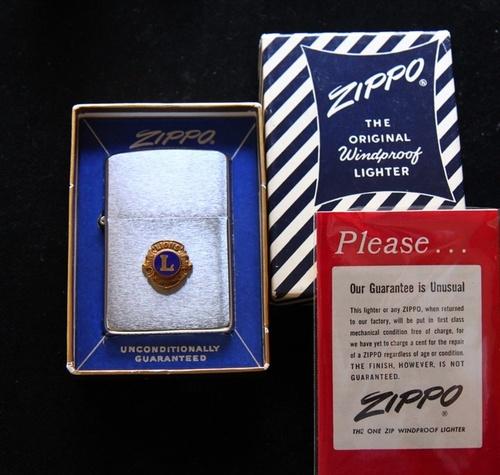 ZIPPO®
THE
ORIGINAL
Windproof
LIGHTER
ZIPPO®
LIONS
L
UNCONDITIONALLY
GUARANTEED
Please...
Our Guarantee is Unusual
This lighter or any ZIPPO, when returned
to our factory, will be put in first class
mechanical condition free of charge, for
we have yet to charge a cent for the repair
of a ZIPPO regardless of age or condition.
THE FINISH, HOWEVER, IS NOT
GUARANTEED.
ZIPPO®
THE ONE ZIP WINDPROOF LIGHTER